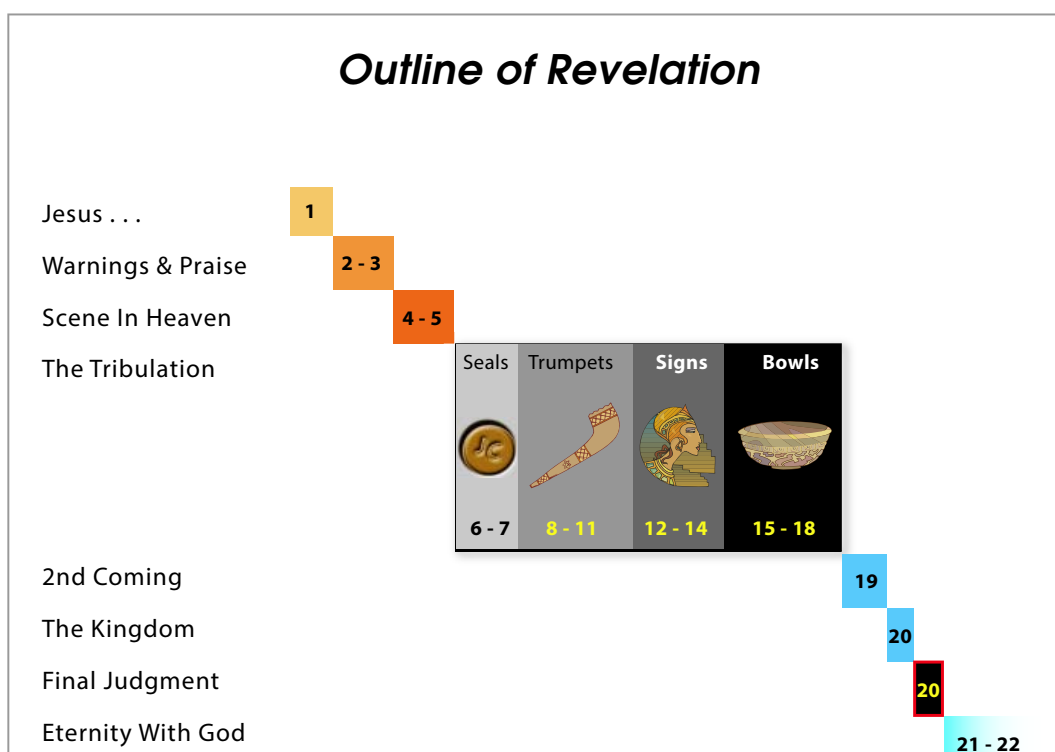 Outline of Revelation
Jesus . . . 1
Warnings & Praise 2 - 3
Scene In Heaven 4 - 5
The Tribulation Seals Trumpets Signs Bowls
JC
6 - 7 8 - 11 12 - 14 15 - 18
2nd Coming 19
The Kingdom 20
Final Judgment 20
Eternity With God 21 - 22